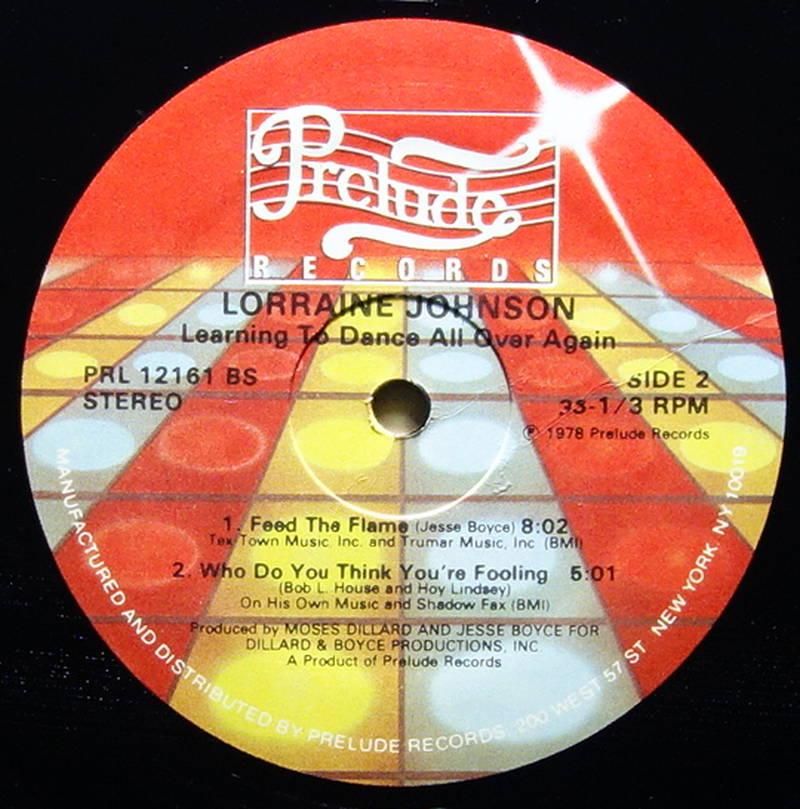 Prelude
RECORDS
LORRAINE JOHNSON
Learning To Dance All Over Again
PRL 12161 BS
STEREO
SIDE 2
33-1/3 RPM
℗ 1978 Prelude Records
1. Feed The Flame (Jesse Boyce) 8:02
Tex-Town Music, Inc. and Trumar Music, Inc (BMI)
2. Who Do You Think You're Fooling 5:01
(Bob L. House and Hoy Lindsey)
On His Own Music and Shadow Fax (BMI)
Produced by MOSES DILLARD AND JESSE BOYCE FOR
DILLARD & BOYCE PRODUCTIONS, INC
A Product of Prelude Records
MANUFACTURED AND DISTRIBUTED BY PRELUDE RECORDS 200 WEST 57 ST NEW YORK, N.Y 10019